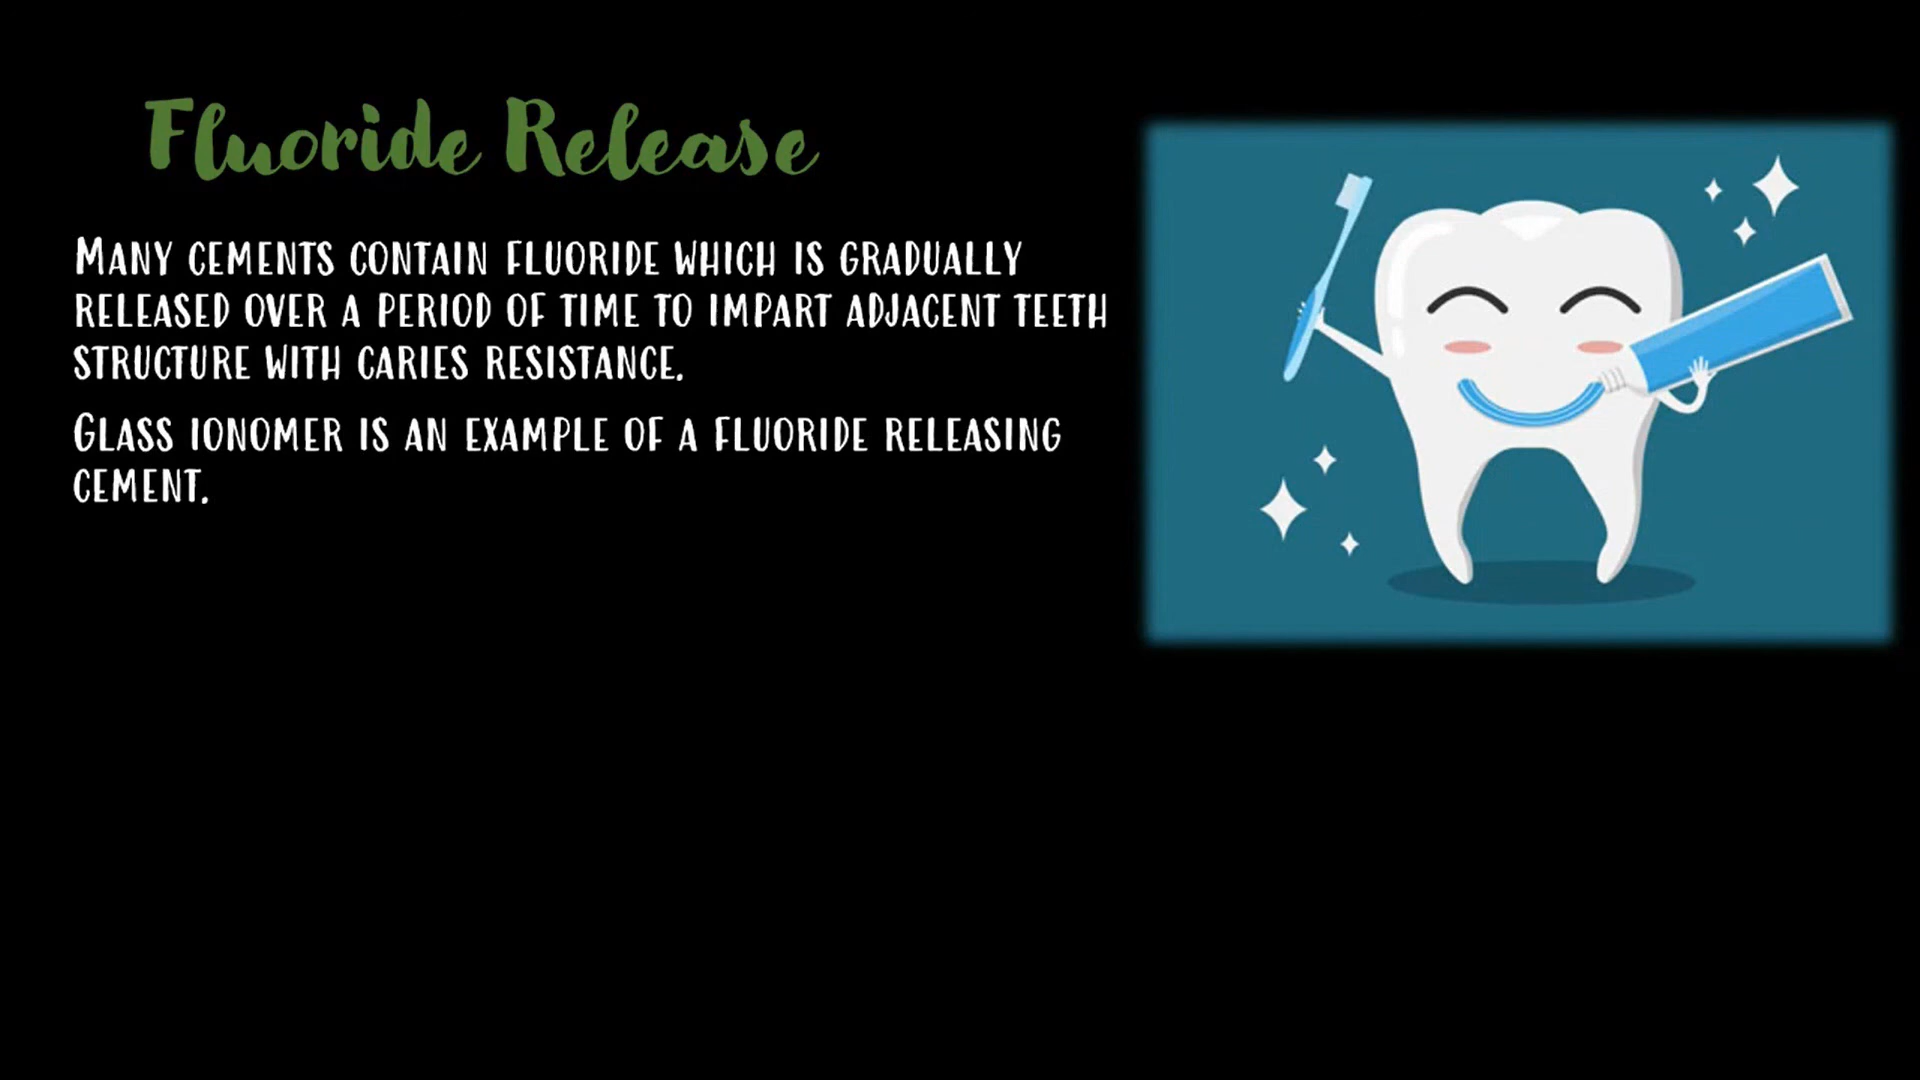 Fluoride Release
Many cements contain fluoride which is gradually
released over a period of time to impart adjacent teeth
structure with caries resistance.
Glass ionomer is an example of a fluoride releasing
cement.